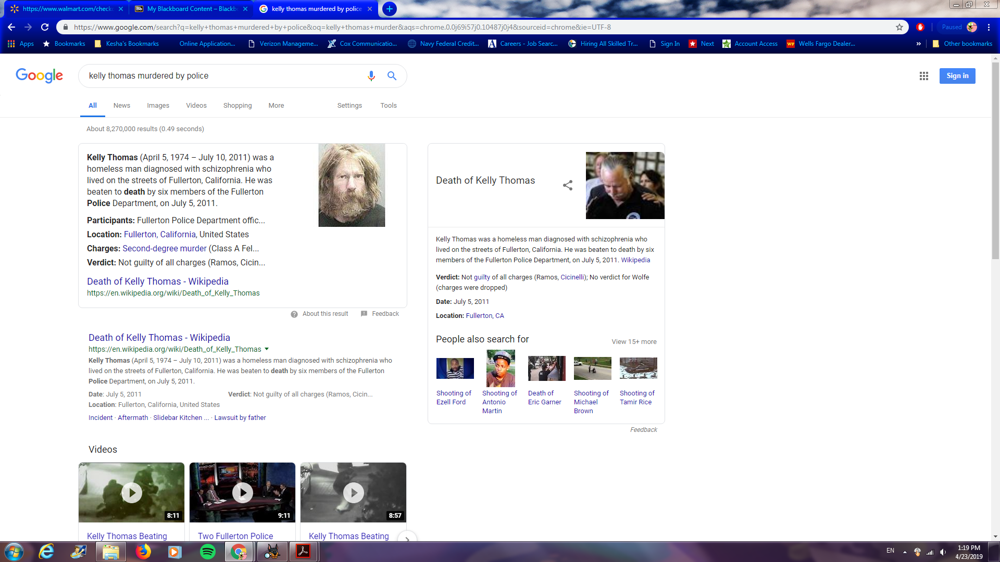 https://www.walmart.com/checko
My Blackboard Content – Blackbo
kelly thomas murdered by police
https://www.google.com/search?q=kelly+thomas+murdered+by+police&oq=kelly+thomas+murder&aqs=chrome.0.0j69i57j0.10487j0j4&sourceid=chrome&ie=UTF-8
Paused
Apps
Bookmarks
Kesha's Bookmarks
Online Application...
Verizon Manageme...
Cox Communicatio...
Navy Federal Credit...
Careers - Job Searc...
Hiring All Skilled Tr...
Sign In
Next
Account Access
Wells Fargo Dealer...
»
Other bookmarks
Google
kelly thomas murdered by police
Sign in
All
News
Images
Videos
Shopping
More
Settings
Tools
About 8,270,000 results (0.49 seconds)
Kelly Thomas (April 5, 1974 – July 10, 2011) was a
homeless man diagnosed with schizophrenia who
lived on the streets of Fullerton, California. He was
beaten to death by six members of the Fullerton
Police Department, on July 5, 2011.
Participants: Fullerton Police Department offic...
Location: Fullerton, California, United States
Charges: Second-degree murder (Class A Fel...
Verdict: Not guilty of all charges (Ramos, Cicin...
Death of Kelly Thomas - Wikipedia
https://en.wikipedia.org/wiki/Death_of_Kelly_Thomas
About this result
Feedback
Death of Kelly Thomas - Wikipedia
https://en.wikipedia.org/wiki/Death_of_Kelly_Thomas
Kelly Thomas (April 5, 1974 – July 10, 2011) was a homeless man diagnosed with schizophrenia who
lived on the streets of Fullerton, California. He was beaten to death by six members of the Fullerton
Police Department, on July 5, 2011.
Date: July 5, 2011
Verdict: Not guilty of all charges (Ramos, Cicin...
Location: Fullerton, California, United States
Incident · Aftermath · Slidebar Kitchen ... · Lawsuit by father
Videos
8:11
9:11
8:57
Kelly Thomas Beating
Two Fullerton Police
Kelly Thomas Beating
Death of Kelly Thomas
Kelly Thomas was a homeless man diagnosed with schizophrenia who
lived on the streets of Fullerton, California. He was beaten to death by six
members of the Fullerton Police Department, on July 5, 2011. Wikipedia
Verdict: Not guilty of all charges (Ramos, Cicinelli); No verdict for Wolfe
(charges were dropped)
Date: July 5, 2011
Location: Fullerton, CA
People also search for
View 15+ more
Shooting of
Ezell Ford
Shooting of
Antonio
Martin
Death of
Eric Garner
Shooting of
Michael
Brown
Shooting of
Tamir Rice
Feedback
EN
1:19 PM
4/23/2019